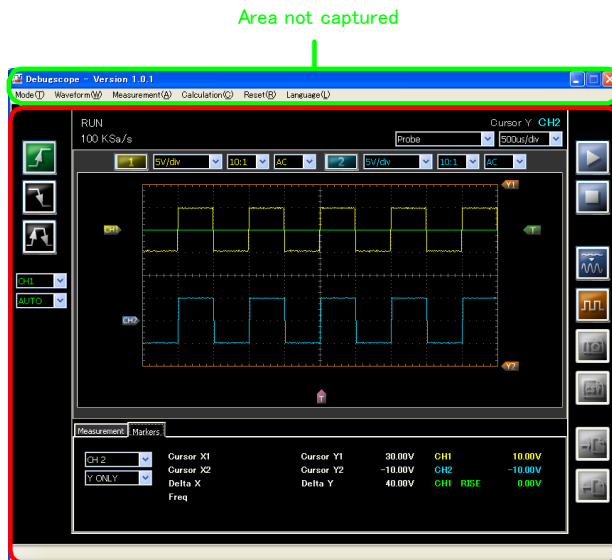 Area not captured
Debugscope - Version 1.0.1
Mode(T) Waveform(W) Measurement(A) Calculation(C) Reset(R) Language(L)
RUN
Cursor Y CH2
100 KSa/s
Probe 500us/div
1 5V/div 10:1 AC 2 5V/div 10:1 AC
Y1
CH1 T
CH1
AUTO
CH2
Y2
T
Measurement Markers
CH 2 Cursor X1 Cursor Y1 30.00V CH1 10.00V
Cursor X2 Cursor Y2 -10.00V CH2 -10.00V
Y ONLY Delta X Delta Y 40.00V CH1 RISE 0.00V
Freq